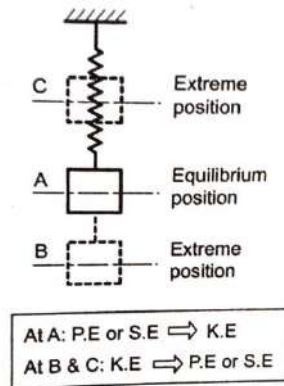 C
Extreme
position
A
Equilibrium
position
B
Extreme
position
At A: P.E or S.E ⇒ K.E
At B & C: K.E ⇒ P.E or S.E